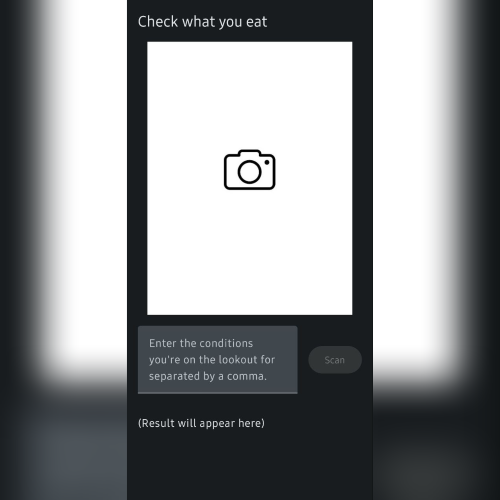 Check what you eat
Enter the conditions
you're on the lookout for
separated by a comma.
Scan
(Result will appear here)